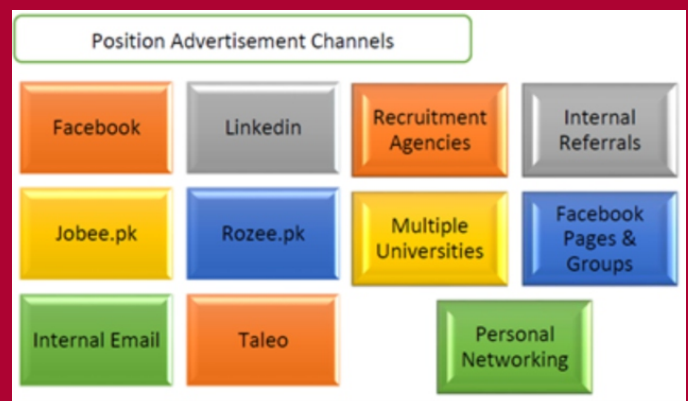 Position Advertisement Channels
Facebook
Linkedin
Recruitment
Agencies
Internal
Referrals
Jobee.pk
Rozee.pk
Multiple
Universities
Facebook
Pages &
Groups
Internal Email
Taleo
Personal
Networking